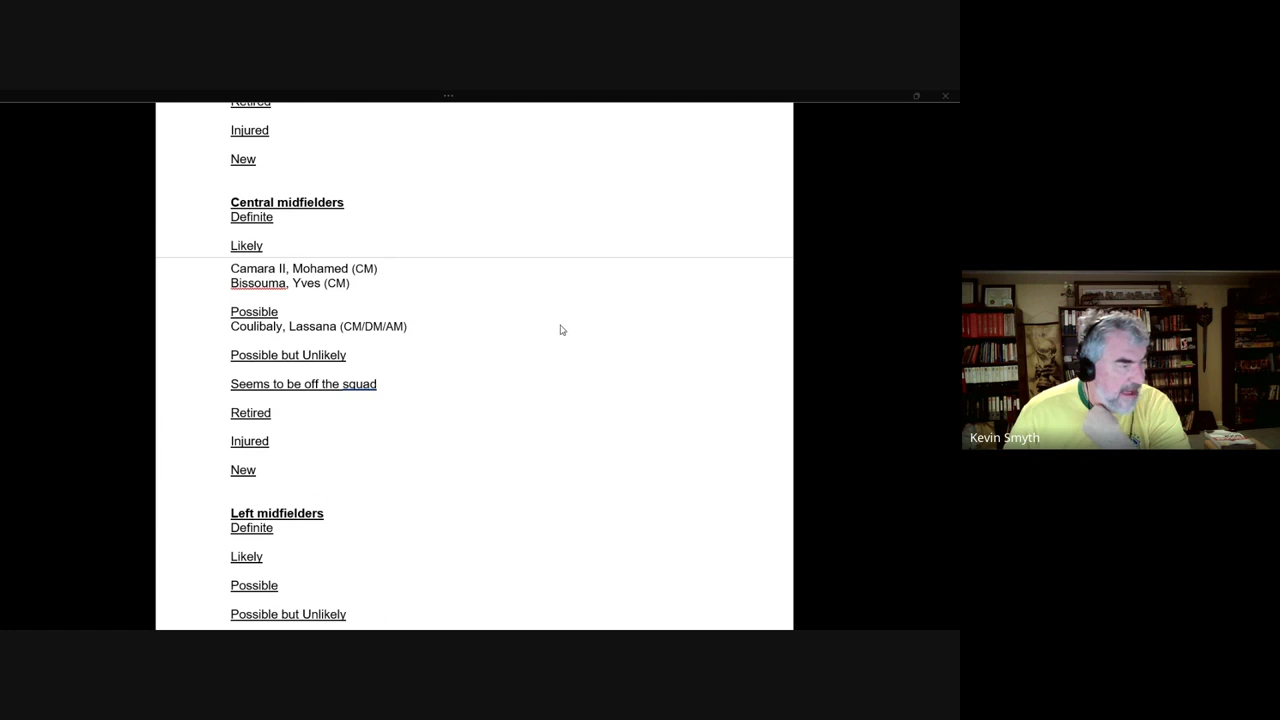 Retired
Injured
New
Central midfielders
Definite
Likely
Camara II, Mohamed (CM)
Bissouma, Yves (CM)
Possible
Coulibaly, Lassana (CM/DM/AM)
Possible but Unlikely
Seems to be off the squad
Retired
Injured
New
Left midfielders
Definite
Likely
Possible
Possible but Unlikely
Kevin Smyth